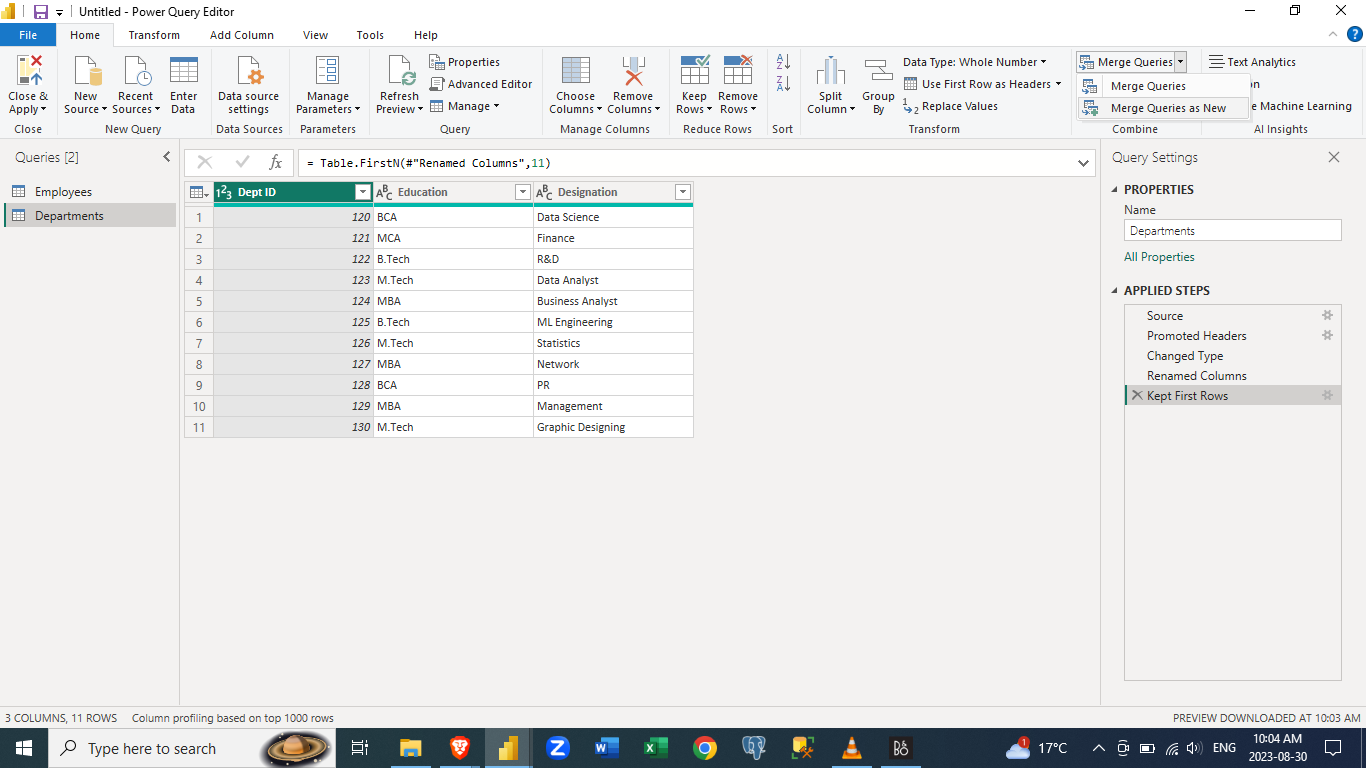 Untitled - Power Query Editor
File Home Transform Add Column View Tools Help
Close & Apply
Close
New Source
Recent Sources
Enter Data
New Query
Data source settings
Data Sources
Manage Parameters
Parameters
Refresh Preview
Properties
Advanced Editor
Manage
Query
Choose Columns
Remove Columns
Manage Columns
Keep Rows
Remove Rows
Reduce Rows
Sort
Split Column
Group By
Data Type: Whole Number
Use First Row as Headers
Replace Values
Transform
Merge Queries
Merge Queries
Merge Queries as New
Combine
Text Analytics
Machine Learning
AI Insights
Queries [2]
Employees
Departments
= Table.FirstN(#"Renamed Columns",11)
Dept ID Education Designation
1 120 BCA Data Science
2 121 MCA Finance
3 122 B.Tech R&D
4 123 M.Tech Data Analyst
5 124 MBA Business Analyst
6 125 B.Tech ML Engineering
7 126 M.Tech Statistics
8 127 MBA Network
9 128 BCA PR
10 129 MBA Management
11 130 M.Tech Graphic Designing
Query Settings
PROPERTIES
Name
Departments
All Properties
APPLIED STEPS
Source
Promoted Headers
Changed Type
Renamed Columns
Kept First Rows
3 COLUMNS, 11 ROWS Column profiling based on top 1000 rows
PREVIEW DOWNLOADED AT 10:03 AM
Type here to search
17°C
ENG
10:04 AM
2023-08-30